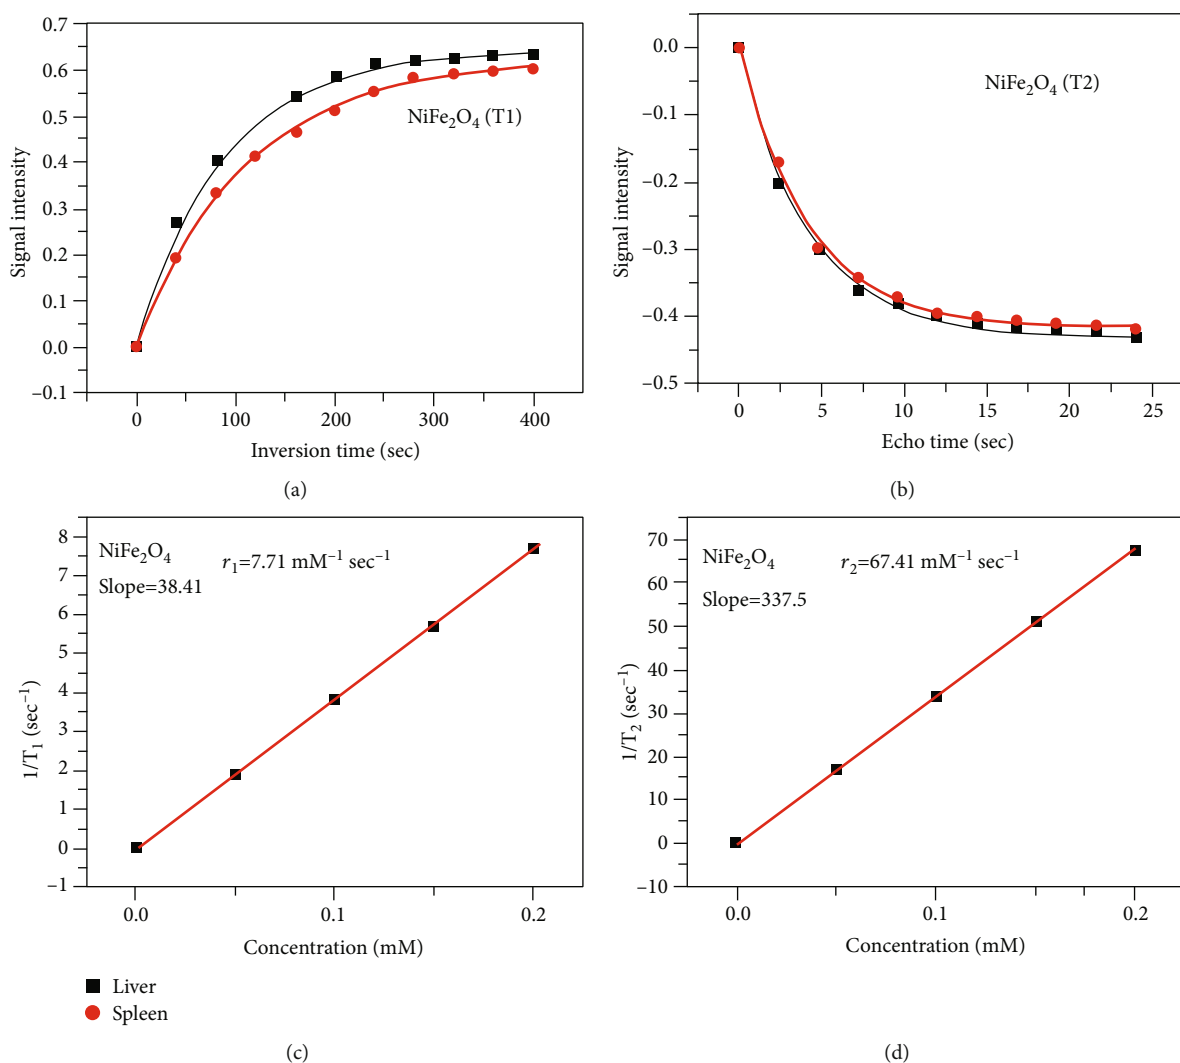 0.7
0.6
0.5
0.4
0.3
0.2
0.1
0.0
−0.1
Signal intensity
NiFe₂O₄ (T1)
0 100 200 300 400
Inversion time (sec)
(a)
0.0
−0.1
−0.2
−0.3
−0.4
−0.5
Signal intensity
NiFe₂O₄ (T2)
0 5 10 15 20 25
Echo time (sec)
(b)
8
7
6
5
4
3
2
1
0
−1
1/T₁ (sec⁻¹)
NiFe₂O₄
Slope=38.41
r₁=7.71 mM⁻¹ sec⁻¹
0.0 0.1 0.2
Concentration (mM)
Liver
Spleen
(c)
70
60
50
40
30
20
10
0
−10
1/T₂ (sec⁻¹)
NiFe₂O₄
Slope=337.5
r₂=67.41 mM⁻¹ sec⁻¹
0.0 0.1 0.2
Concentration (mM)
(d)